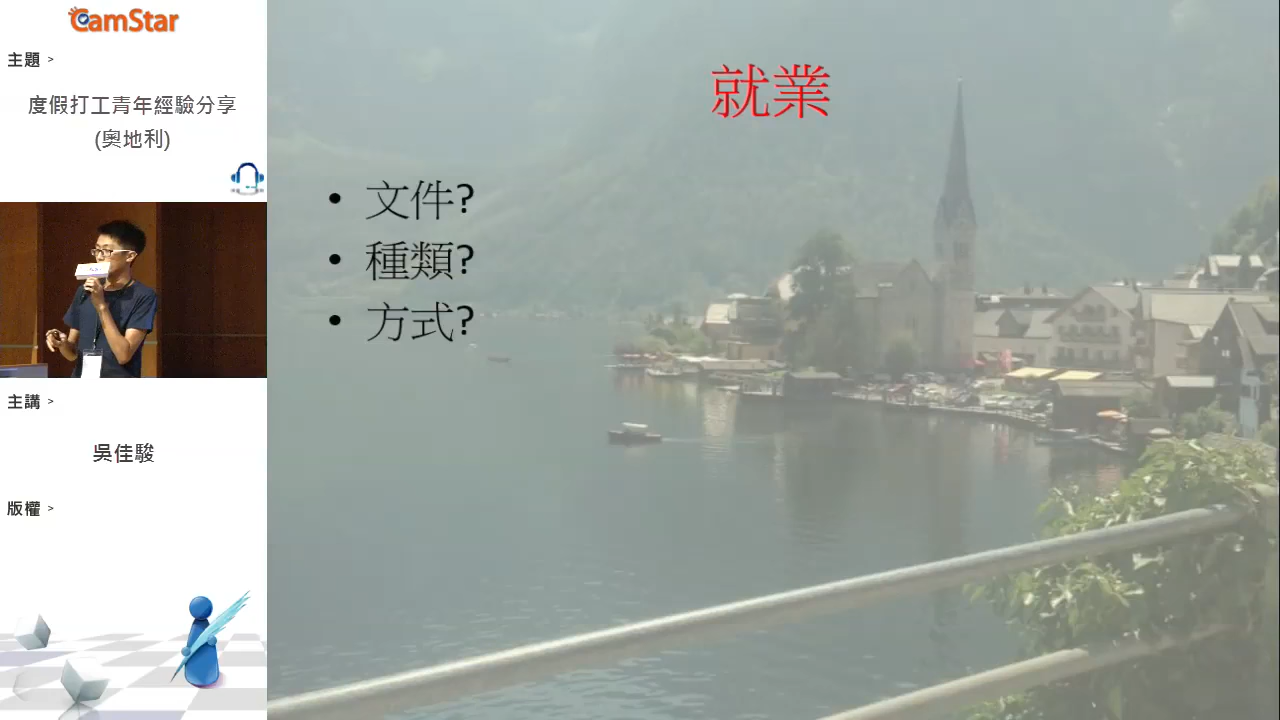 CamStar
主題 >
度假打工青年經驗分享
(奧地利)
主講 >
吳佳駿
版權 >
就業
• 文件?
• 種類?
• 方式?